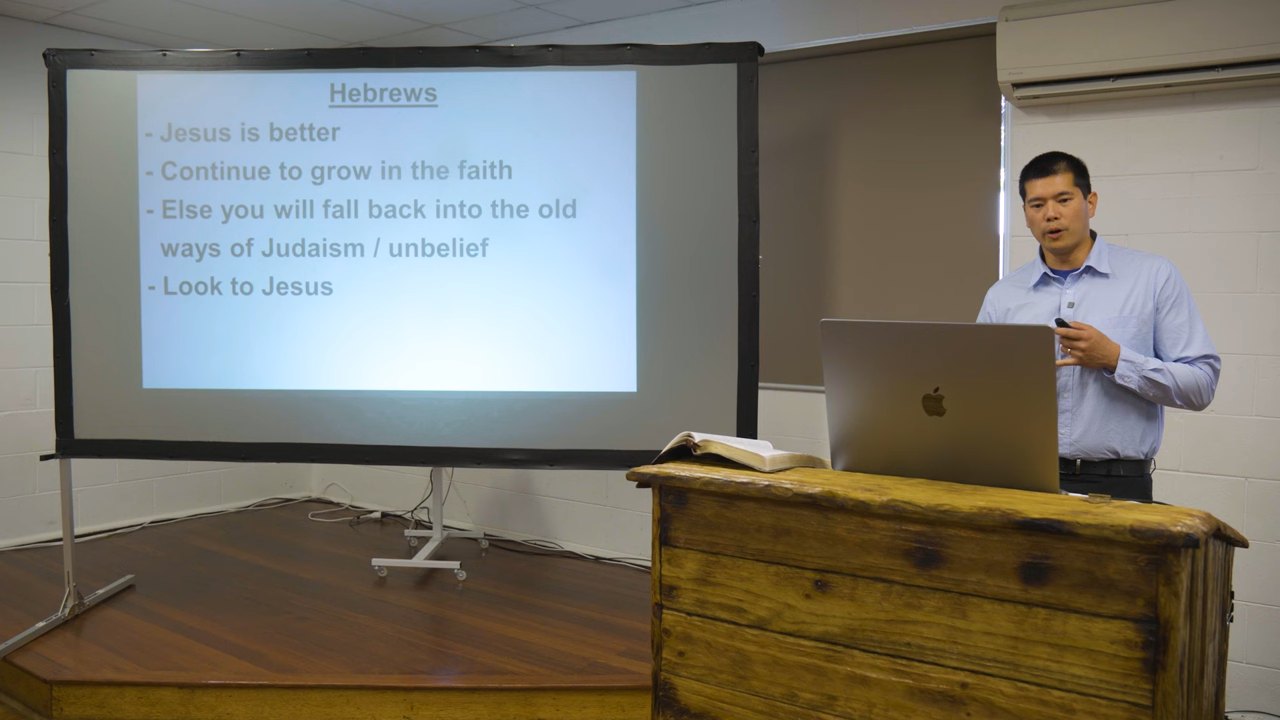 Hebrews
- Jesus is better
- Continue to grow in the faith
- Else you will fall back into the old
ways of Judaism / unbelief
- Look to Jesus